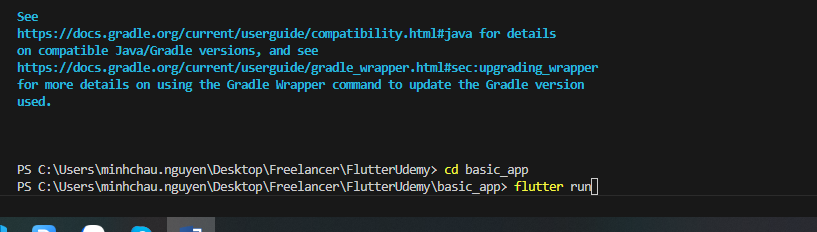 See
https://docs.gradle.org/current/userguide/compatibility.html#java for details
on compatible Java/Gradle versions, and see
https://docs.gradle.org/current/userguide/gradle_wrapper.html#sec:upgrading_wrapper
for more details on using the Gradle Wrapper command to update the Gradle version
used.
PS C:\Users\minhchau.nguyen\Desktop\Freelancer\FlutterUdemy> cd basic_app
PS C:\Users\minhchau.nguyen\Desktop\Freelancer\FlutterUdemy\basic_app> flutter run